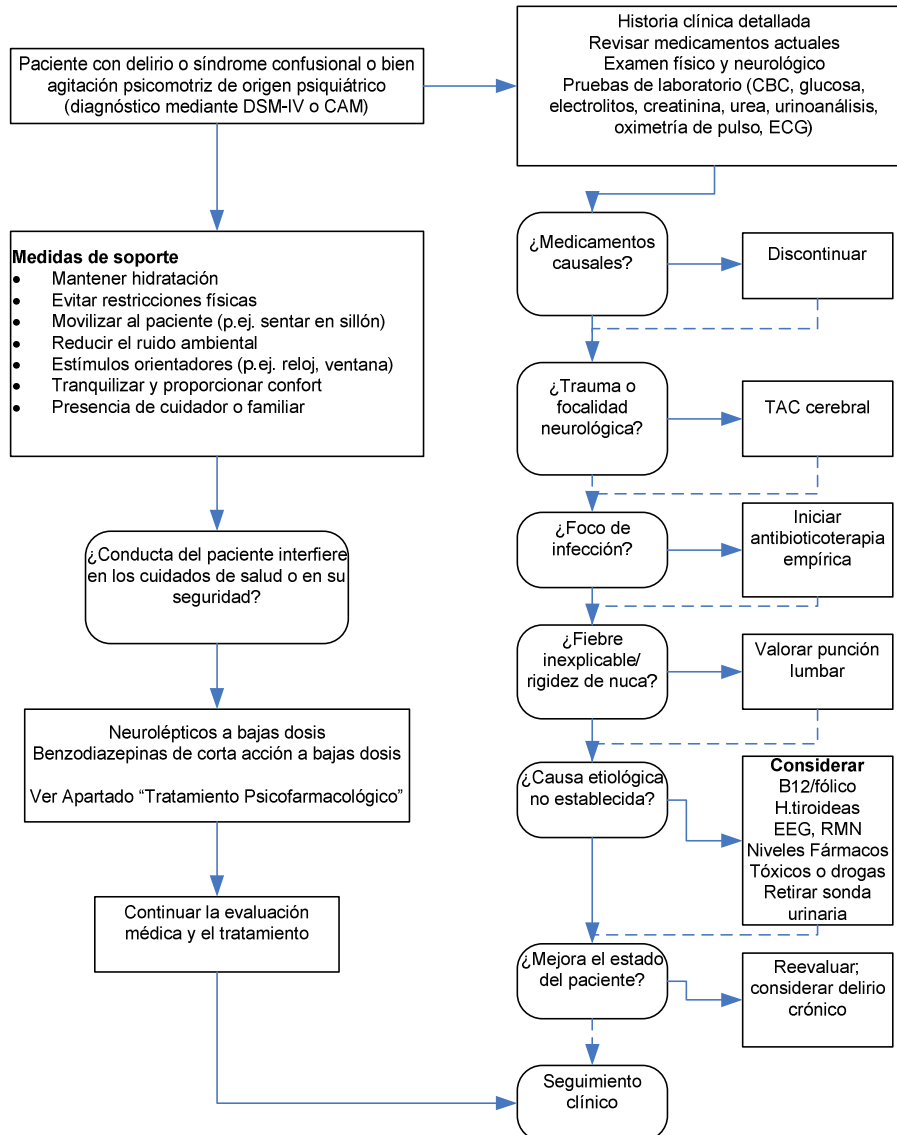 Paciente con delirio o síndrome confusional o bien
agitación psicomotriz de origen psiquiátrico
(diagnóstico mediante DSM-IV o CAM)
Historia clínica detallada
Revisar medicamentos actuales
Examen físico y neurológico
Pruebas de laboratorio (CBC, glucosa,
electrolitos, creatinina, urea, urinoanálisis,
oximetría de pulso, ECG)
Medidas de soporte
• Mantener hidratación
• Evitar restricciones físicas
• Movilizar al paciente (p.ej. sentar en sillón)
• Reducir el ruido ambiental
• Estímulos orientadores (p.ej. reloj, ventana)
• Tranquilizar y proporcionar confort
• Presencia de cuidador o familiar
¿Conducta del paciente interfiere
en los cuidados de salud o en su
seguridad?
Neurolépticos a bajas dosis
Benzodiazepinas de corta acción a bajas dosis
Ver Apartado “Tratamiento Psicofarmacológico”
Continuar la evaluación
médica y el tratamiento
¿Medicamentos
causales?
Discontinuar
¿Trauma o
focalidad
neurológica?
TAC cerebral
¿Foco de
infección?
Iniciar
antibioticoterapia
empírica
¿Fiebre
inexplicable/
rigidez de nuca?
Valorar punción
lumbar
¿Causa etiológica
no establecida?
Considerar
B12/fólico
H.tiroideas
EEG, RMN
Niveles Fármacos
Tóxicos o drogas
Retirar sonda
urinaria
¿Mejora el estado
del paciente?
Reevaluar;
considerar delirio
crónico
Seguimiento
clínico